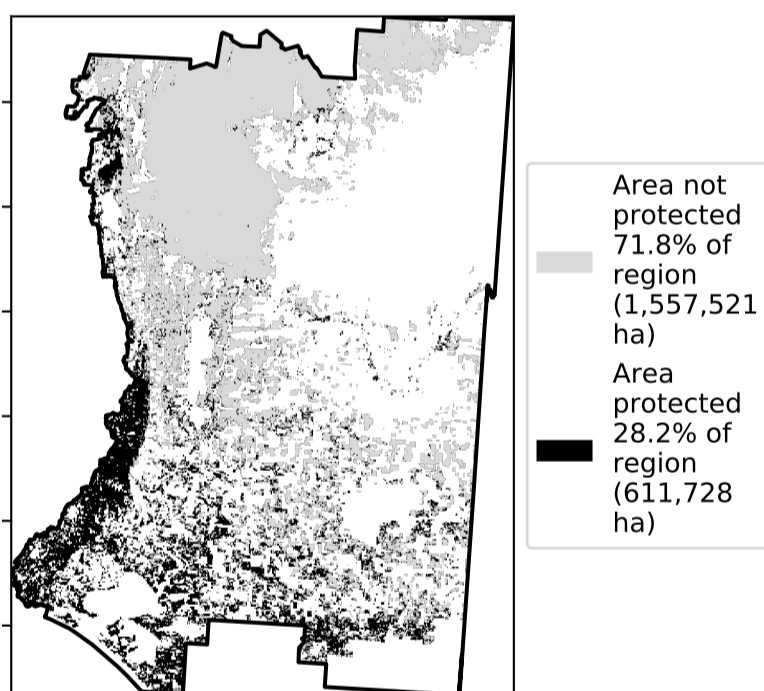 Area not
protected
71.8% of
region
(1,557,521
ha)
Area
protected
28.2% of
region
(611,728
ha)